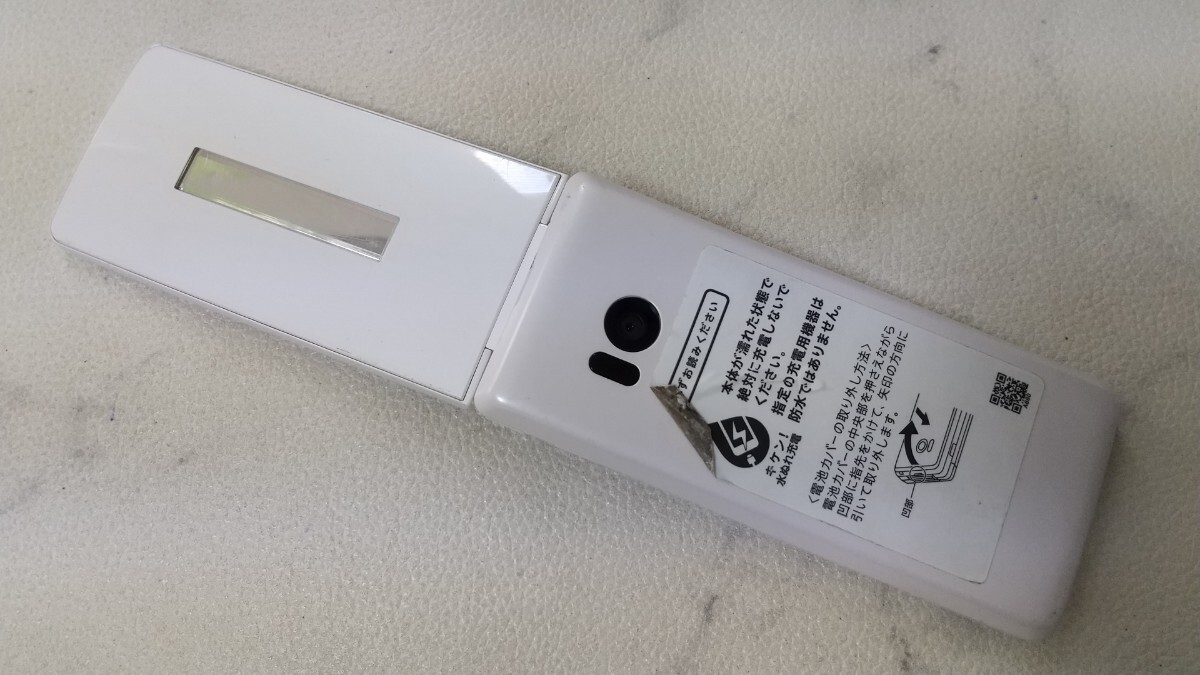 ずお読みください
本体が濡れた状態で
絶対に充電しないで
ください。
指定の充電用機器は
防水ではありません。
キケン!
水ぬれ充電
〈電池カバーの取り外し方法〉
電池カバーの中央部を押さえながら
凹部に指先をかけて、矢印の方向に
引いて取り外します。
凹部